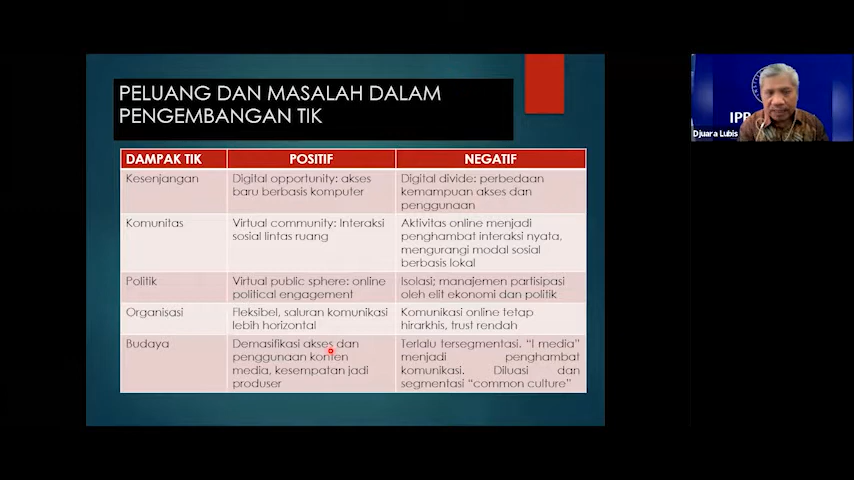 PELUANG DAN MASALAH DALAM
PENGEMBANGAN TIK
DAMPAK TIK POSITIF NEGATIF
Kesenjangan
Digital opportunity: akses
baru berbasis komputer
Digital divide: perbedaan
kemampuan akses dan
penggunaan
Komunitas
Virtual community: Interaksi
sosial lintas ruang
Aktivitas online menjadi
penghambat interaksi nyata,
mengurangi modal sosial
berbasis lokal
Politik
Virtual public sphere: online
political engagement
Isolasi; manajemen partisipasi
oleh elit ekonomi dan politik
Organisasi
Fleksibel, saluran komunikasi
lebih horizontal
Komunikasi online tetap
hirarkhis, trust rendah
Budaya
Demasifikasi akses dan
penggunaan konten
media, kesempatan jadi
produser
Terlalu tersegmentasi. “I media”
menjadi penghambat
komunikasi. Diluasi dan
segmentasi “common culture”
Djuara Lubis